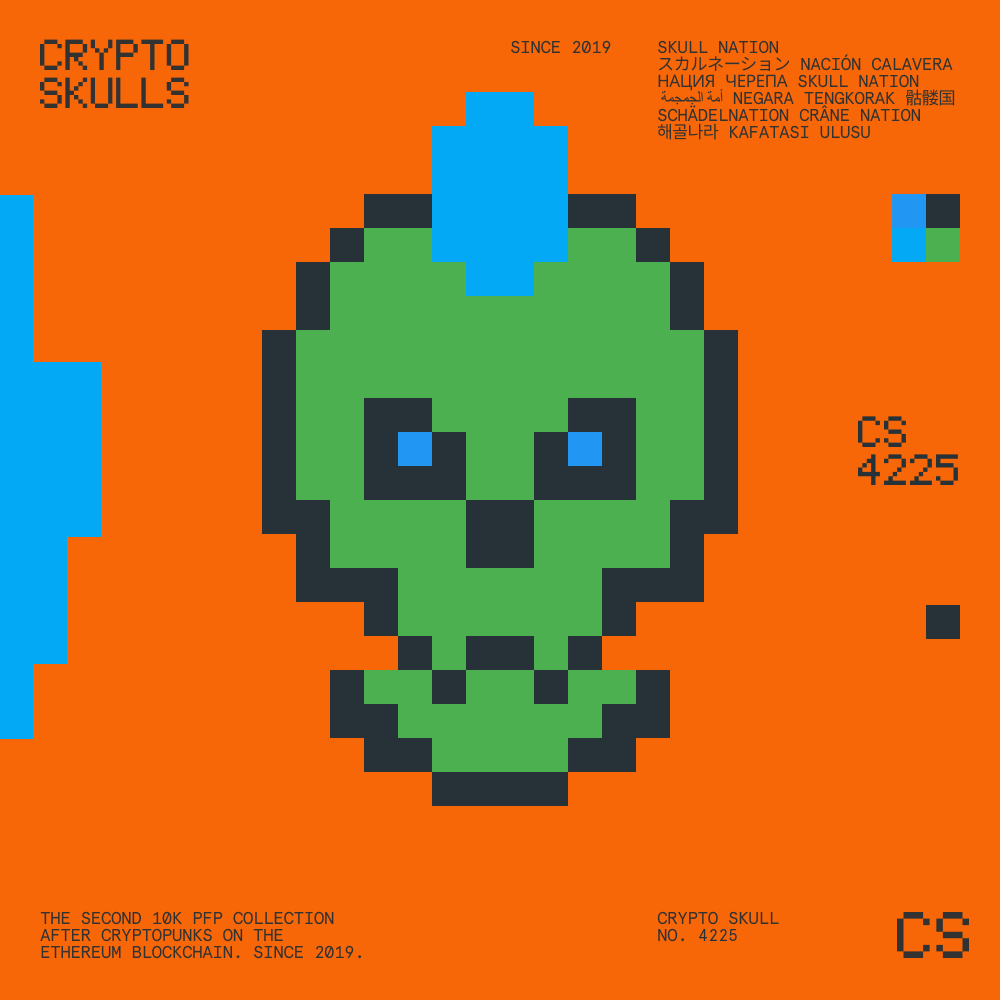 CRYPTO
SKULLS
SINCE 2019
SKULL NATION
スカルネーション NACIÓN CALAVERA
НАЦИЯ ЧЕРЕПА SKULL NATION
أمة الجمجمة NEGARA TENGKORAK 骷髅国
SCHÄDELNATION CRÂNE NATION
해골나라 KAFATASI ULUSU
CS
4225
THE SECOND 10K PFP COLLECTION
AFTER CRYPTOPUNKS ON THE
ETHEREUM BLOCKCHAIN. SINCE 2019.
CRYPTO SKULL
NO. 4225
CS